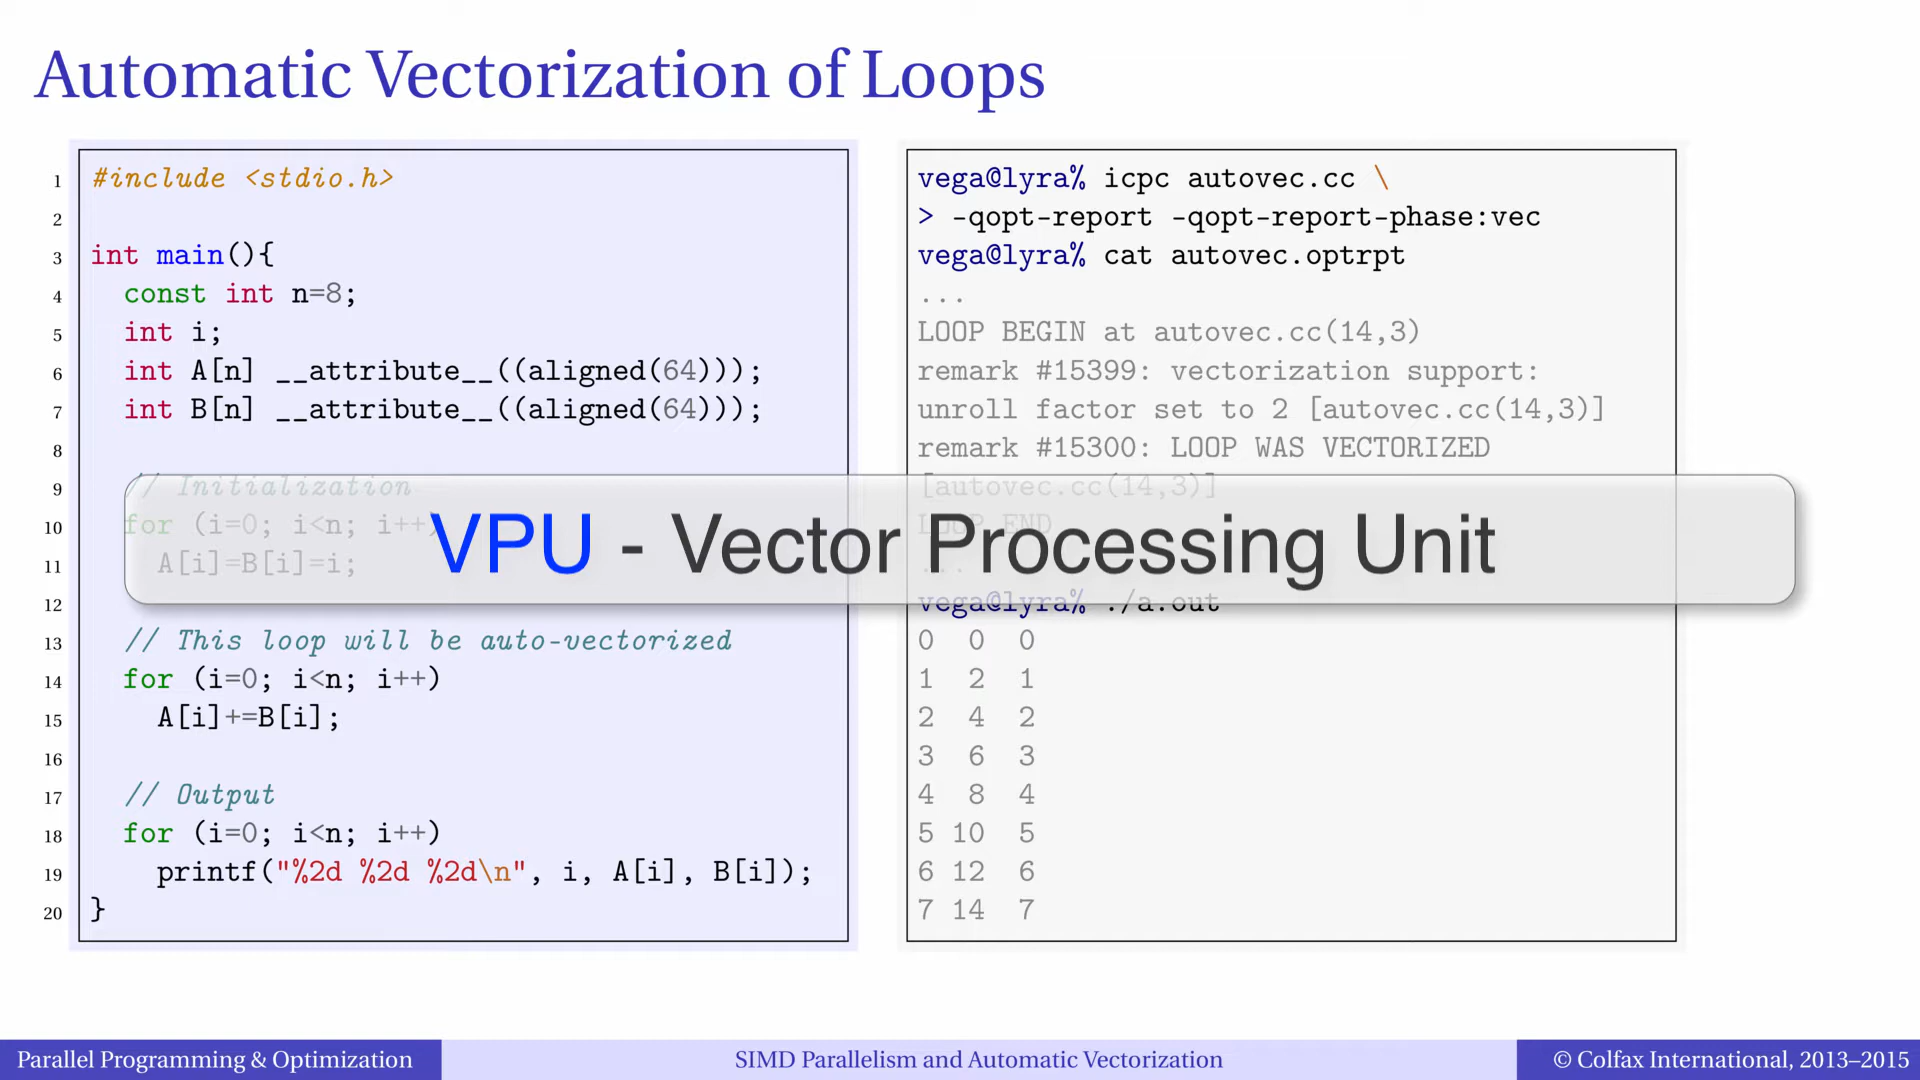 Automatic Vectorization of Loops
1 #include <stdio.h>
2
3 int main(){
4 const int n=8;
5 int i;
6 int A[n] __attribute__((aligned(64)));
7 int B[n] __attribute__((aligned(64)));
8
9 // Initialization
10 for (i=0; i<n; i++)
11 A[i]=B[i]=i;
12
13 // This loop will be auto-vectorized
14 for (i=0; i<n; i++)
15 A[i]+=B[i];
16
17 // Output
18 for (i=0; i<n; i++)
19 printf("%2d %2d %2d\n", i, A[i], B[i]);
20 }
vega@lyra% icpc autovec.cc \
> -qopt-report -qopt-report-phase:vec
vega@lyra% cat autovec.optrpt
...
LOOP BEGIN at autovec.cc(14,3)
remark #15399: vectorization support:
unroll factor set to 2 [autovec.cc(14,3)]
remark #15300: LOOP WAS VECTORIZED
[autovec.cc(14,3)]
LOOP END
...
vega@lyra% ./a.out
0 0 0
1 2 1
2 4 2
3 6 3
4 8 4
5 10 5
6 12 6
7 14 7
VPU - Vector Processing Unit
Parallel Programming & Optimization
SIMD Parallelism and Automatic Vectorization
© Colfax International, 2013–2015